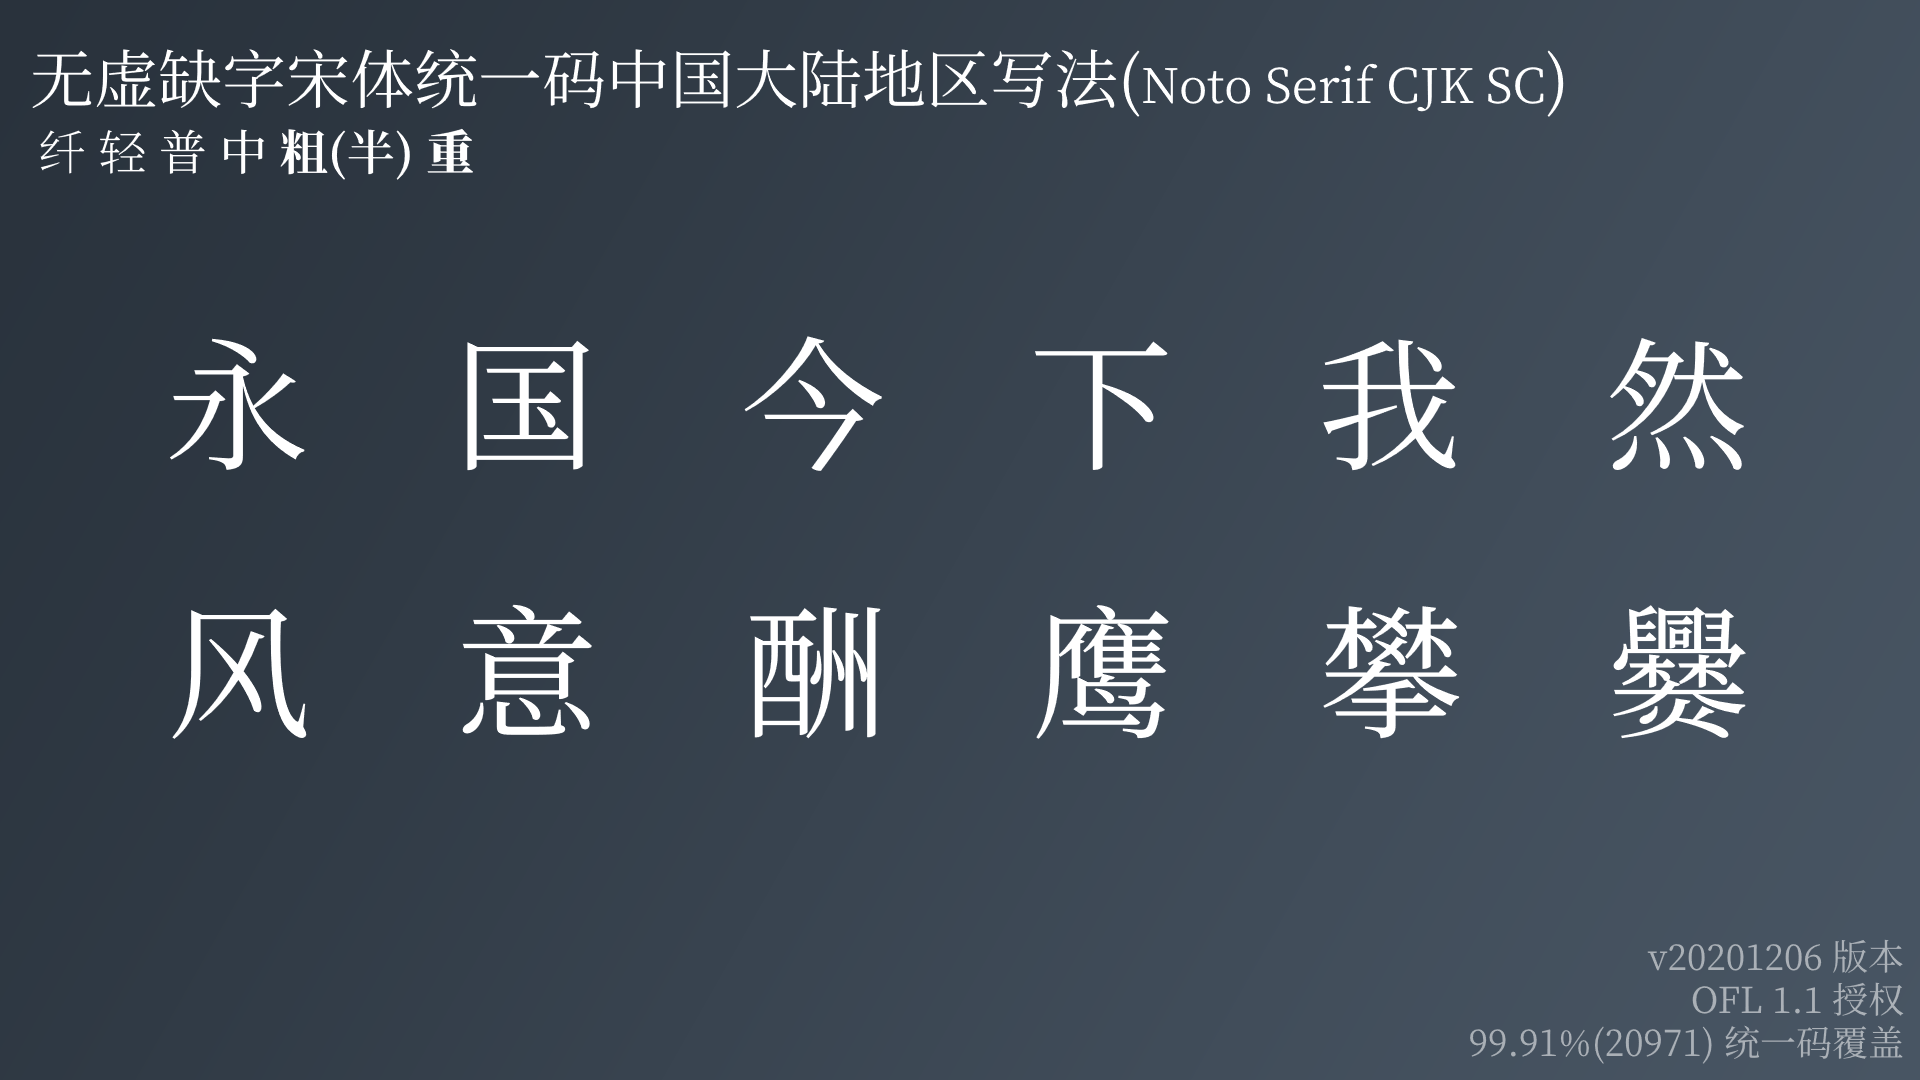 无虚缺字宋体统一码中国大陆地区写法(Noto Serif CJK SC)
纤 轻 普 中 粗(半) 重
永 国 今 下 我 然
风 意 酬 鹰 攀 爨
v20201206 版本
OFL 1.1 授权
99.91%(20971) 统一码覆盖